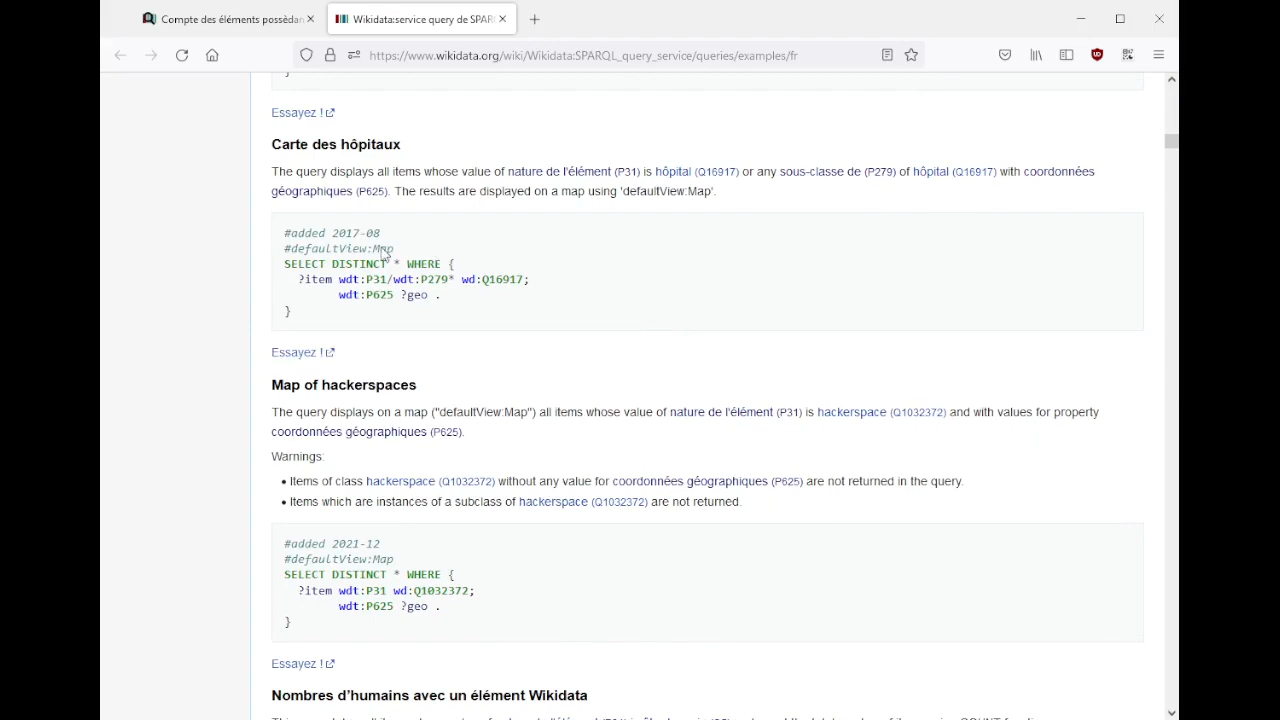 Compte des éléments possèdan
Wikidata:service query de SPAR
https://www.wikidata.org/wiki/Wikidata:SPARQL_query_service/queries/examples/fr
}
Essayez !
Carte des hôpitaux
The query displays all items whose value of nature de l'élément (P31) is hôpital (Q16917) or any sous-classe de (P279) of hôpital (Q16917) with coordonnées
géographiques (P625). The results are displayed on a map using 'defaultView:Map'.
#added 2017-08
#defaultView:Map
SELECT DISTINCT * WHERE {
?item wdt:P31/wdt:P279* wd:Q16917;
wdt:P625 ?geo .
}
Essayez !
Map of hackerspaces
The query displays on a map ("defaultView:Map") all items whose value of nature de l'élément (P31) is hackerspace (Q1032372) and with values for property
coordonnées géographiques (P625).
Warnings:
• Items of class hackerspace (Q1032372) without any value for coordonnées géographiques (P625) are not returned in the query.
• Items which are instances of a subclass of hackerspace (Q1032372) are not returned.
#added 2021-12
#defaultView:Map
SELECT DISTINCT * WHERE {
?item wdt:P31 wd:Q1032372;
wdt:P625 ?geo .
}
Essayez !
Nombres d'humains avec un élément Wikidata